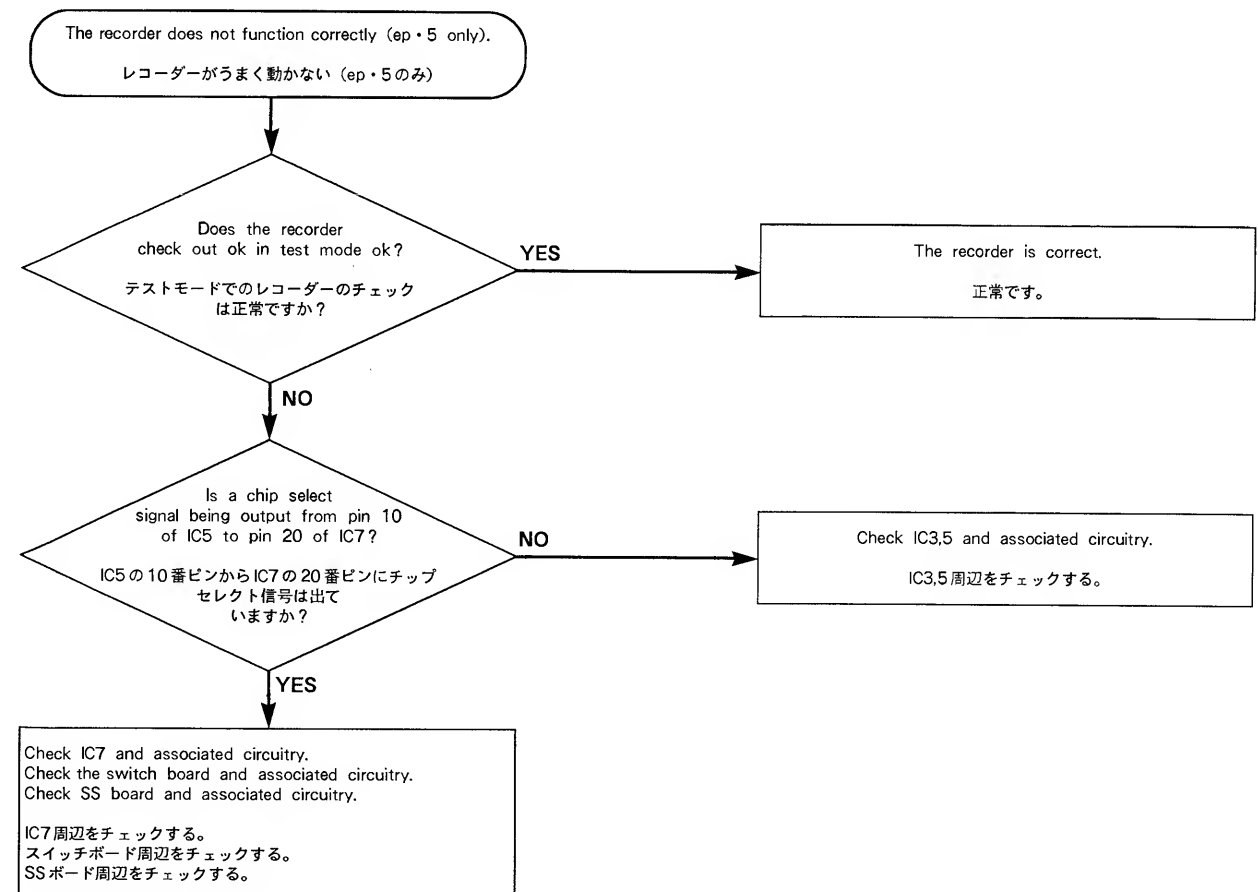 The recorder does not function correctly (ep・5 only).
レコーダーがうまく動かない (ep・5のみ)
Does the recorder
check out ok in test mode ok?
テストモードでのレコーダーのチェック
は正常ですか？
YES
The recorder is correct.
正常です。
NO
Is a chip select
signal being output from pin 10
of IC5 to pin 20 of IC7?
IC5の10番ピンからIC7の20番ピンにチップ
セレクト信号は出て
いますか？
NO
Check IC3,5 and associated circuitry.
IC3,5周辺をチェックする。
YES
Check IC7 and associated circuitry.
Check the switch board and associated circuitry.
Check SS board and associated circuitry.
IC7周辺をチェックする。
スイッチボード周辺をチェックする。
SSボード周辺をチェックする。